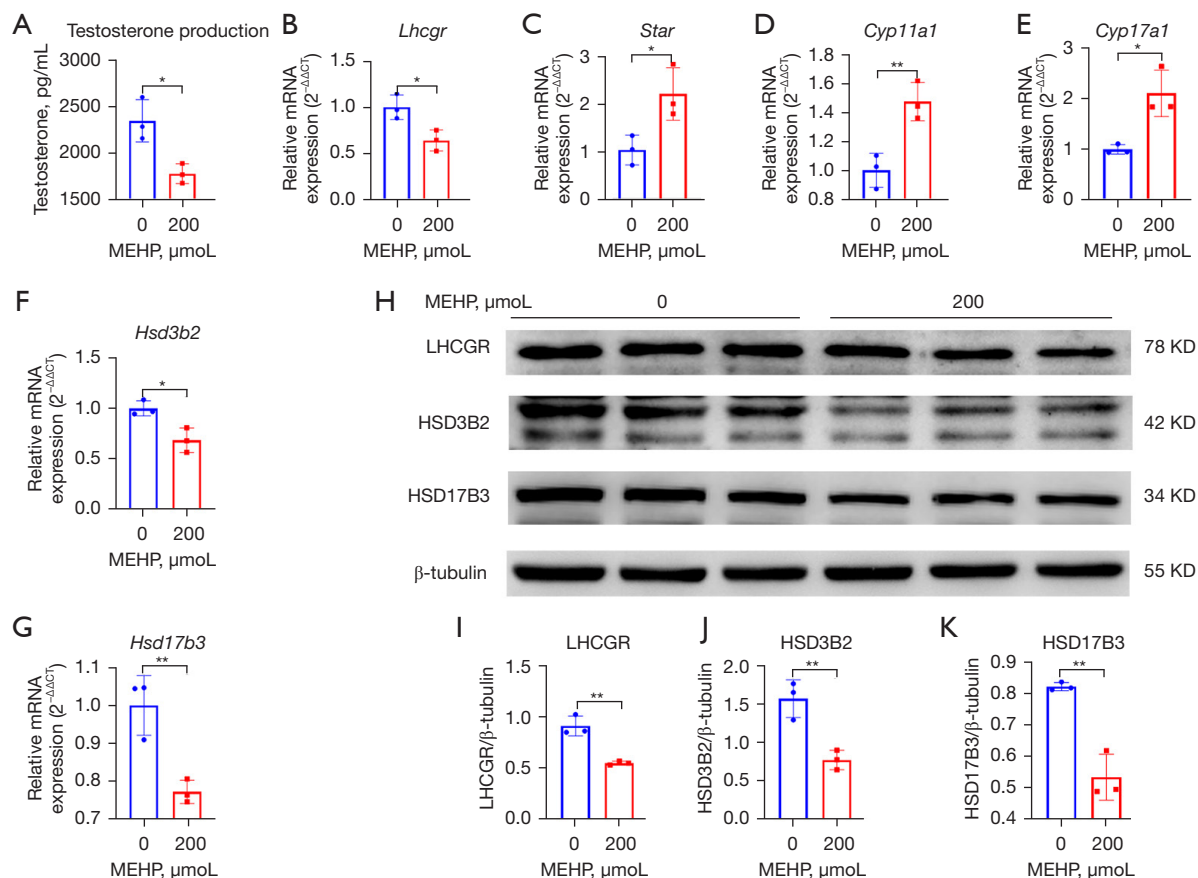 A
Testosterone production
Testosterone, pg/mL
3000
2500
2000
1500
*
0
200
MEHP, µmoL
B
Lhcgr
Relative mRNA
expression (2⁻ΔΔCT)
1.5
1.0
0.5
0.0
*
0
200
MEHP, µmoL
C
Star
Relative mRNA
expression (2⁻ΔΔCT)
3
2
1
0
*
0
200
MEHP, µmoL
D
Cyp11a1
Relative mRNA
expression (2⁻ΔΔCT)
1.8
1.6
1.4
1.2
1.0
0.8
**
0
200
MEHP, µmoL
E
Cyp17a1
Relative mRNA
expression (2⁻ΔΔCT)
3
2
1
0
*
0
200
MEHP, µmoL
F
Hsd3b2
Relative mRNA
expression (2⁻ΔΔCT)
1.5
1.0
0.5
0.0
*
0
200
MEHP, µmoL
G
Hsd17b3
Relative mRNA
expression (2⁻ΔΔCT)
1.1
1.0
0.9
0.8
0.7
**
0
200
MEHP, µmoL
H
MEHP, µmoL 0 200
LHCGR 78 KD
HSD3B2 42 KD
HSD17B3 34 KD
β-tubulin 55 KD
I
LHCGR
LHCGR/β-tubulin
1.5
1.0
0.5
0.0
**
0
200
MEHP, µmoL
J
HSD3B2
HSD3B2/β-tubulin
2.0
1.5
1.0
0.5
0.0
**
0
200
MEHP, µmoL
K
HSD17B3
HSD17B3/β-tubulin
0.9
0.8
0.7
0.6
0.5
0.4
**
0
200
MEHP, µmoL